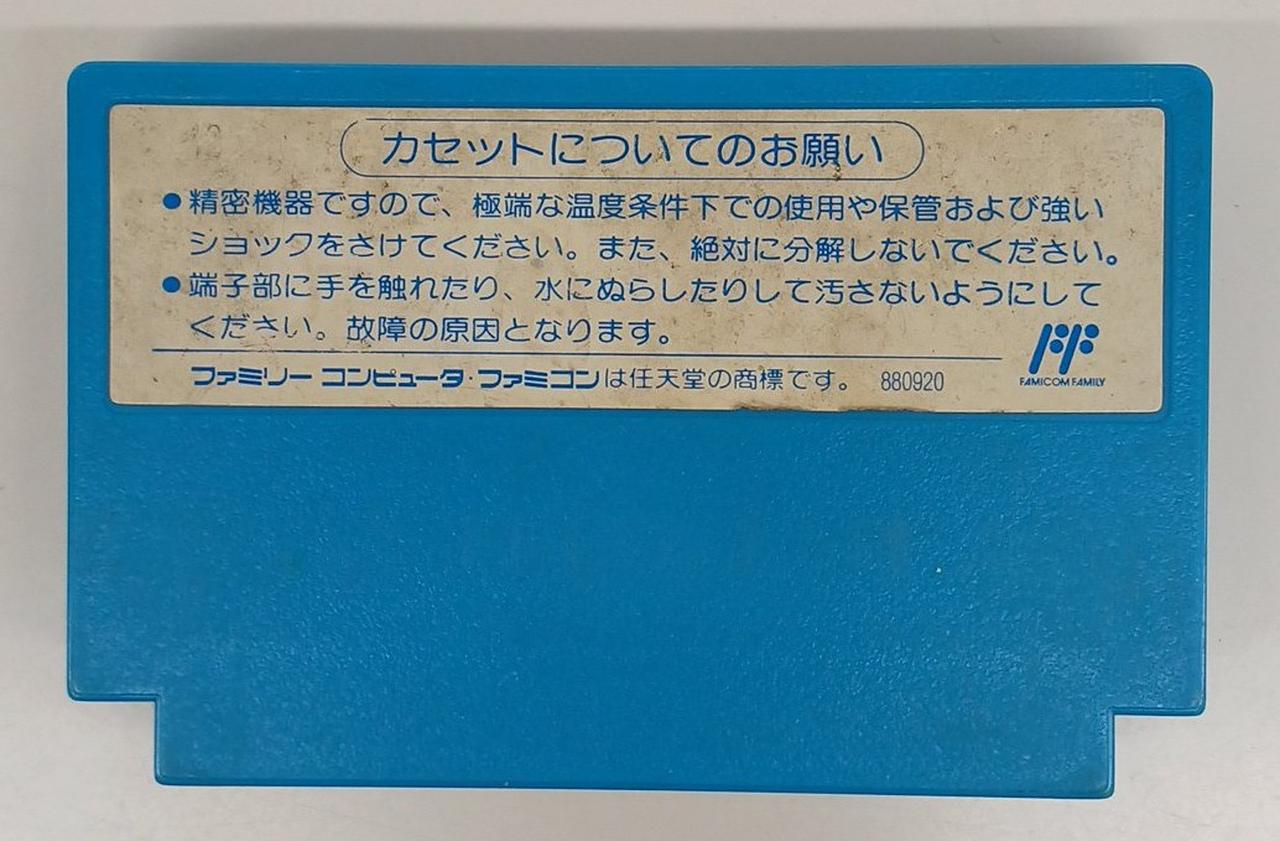 カセットについてのお願い
●精密機器ですので、極端な温度条件下での使用や保管および強い
ショックをさけてください。また、絶対に分解しないでください。
●端子部に手を触れたり、水にぬらしたりして汚さないようにして
ください。故障の原因となります。
ファミリーコンピュータ・ファミコンは任天堂の商標です。 880920
FAMICOM FAMILY